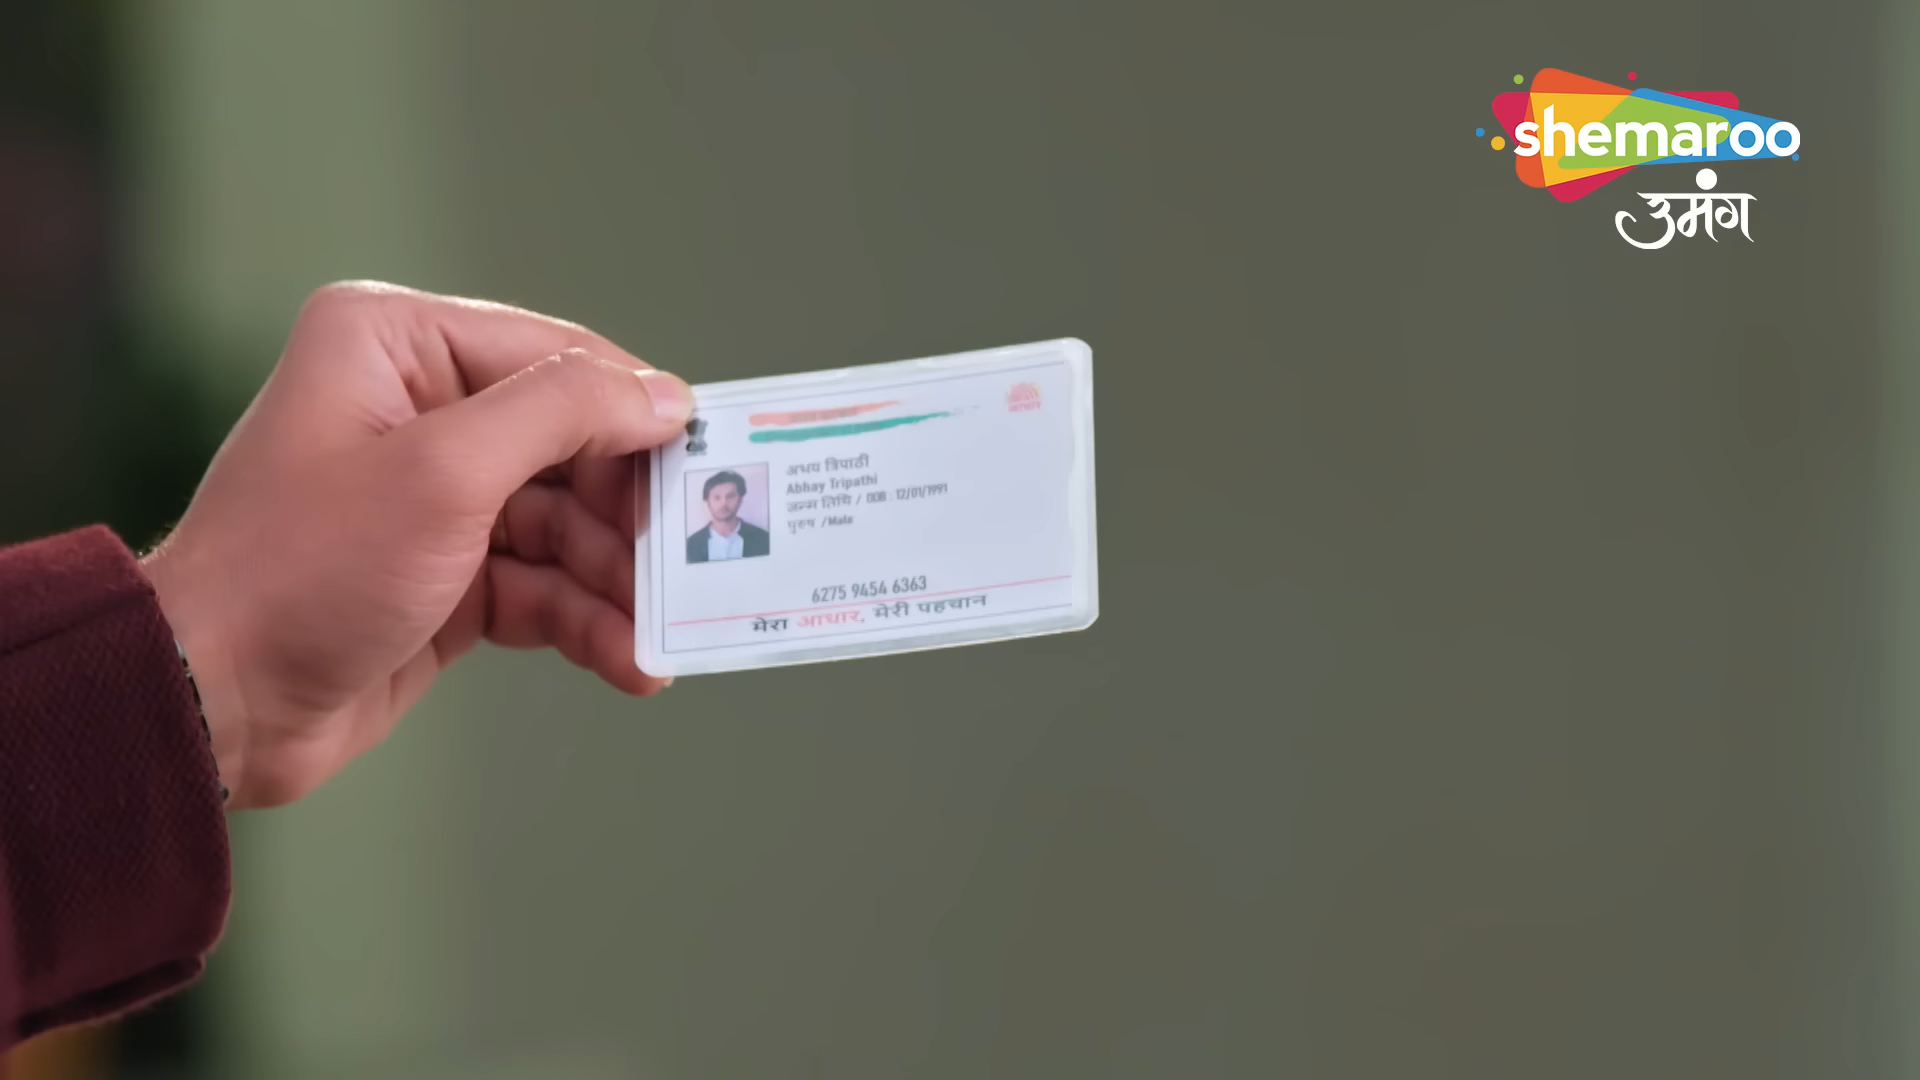 shemaroo
उमंग
अभय त्रिपाठी
Abhay Tripathi
जन्म तिथि / DOB : 12/01/1991
पुरुष /Male
6275 9454 6363
मेरा आधार, मेरी पहचान